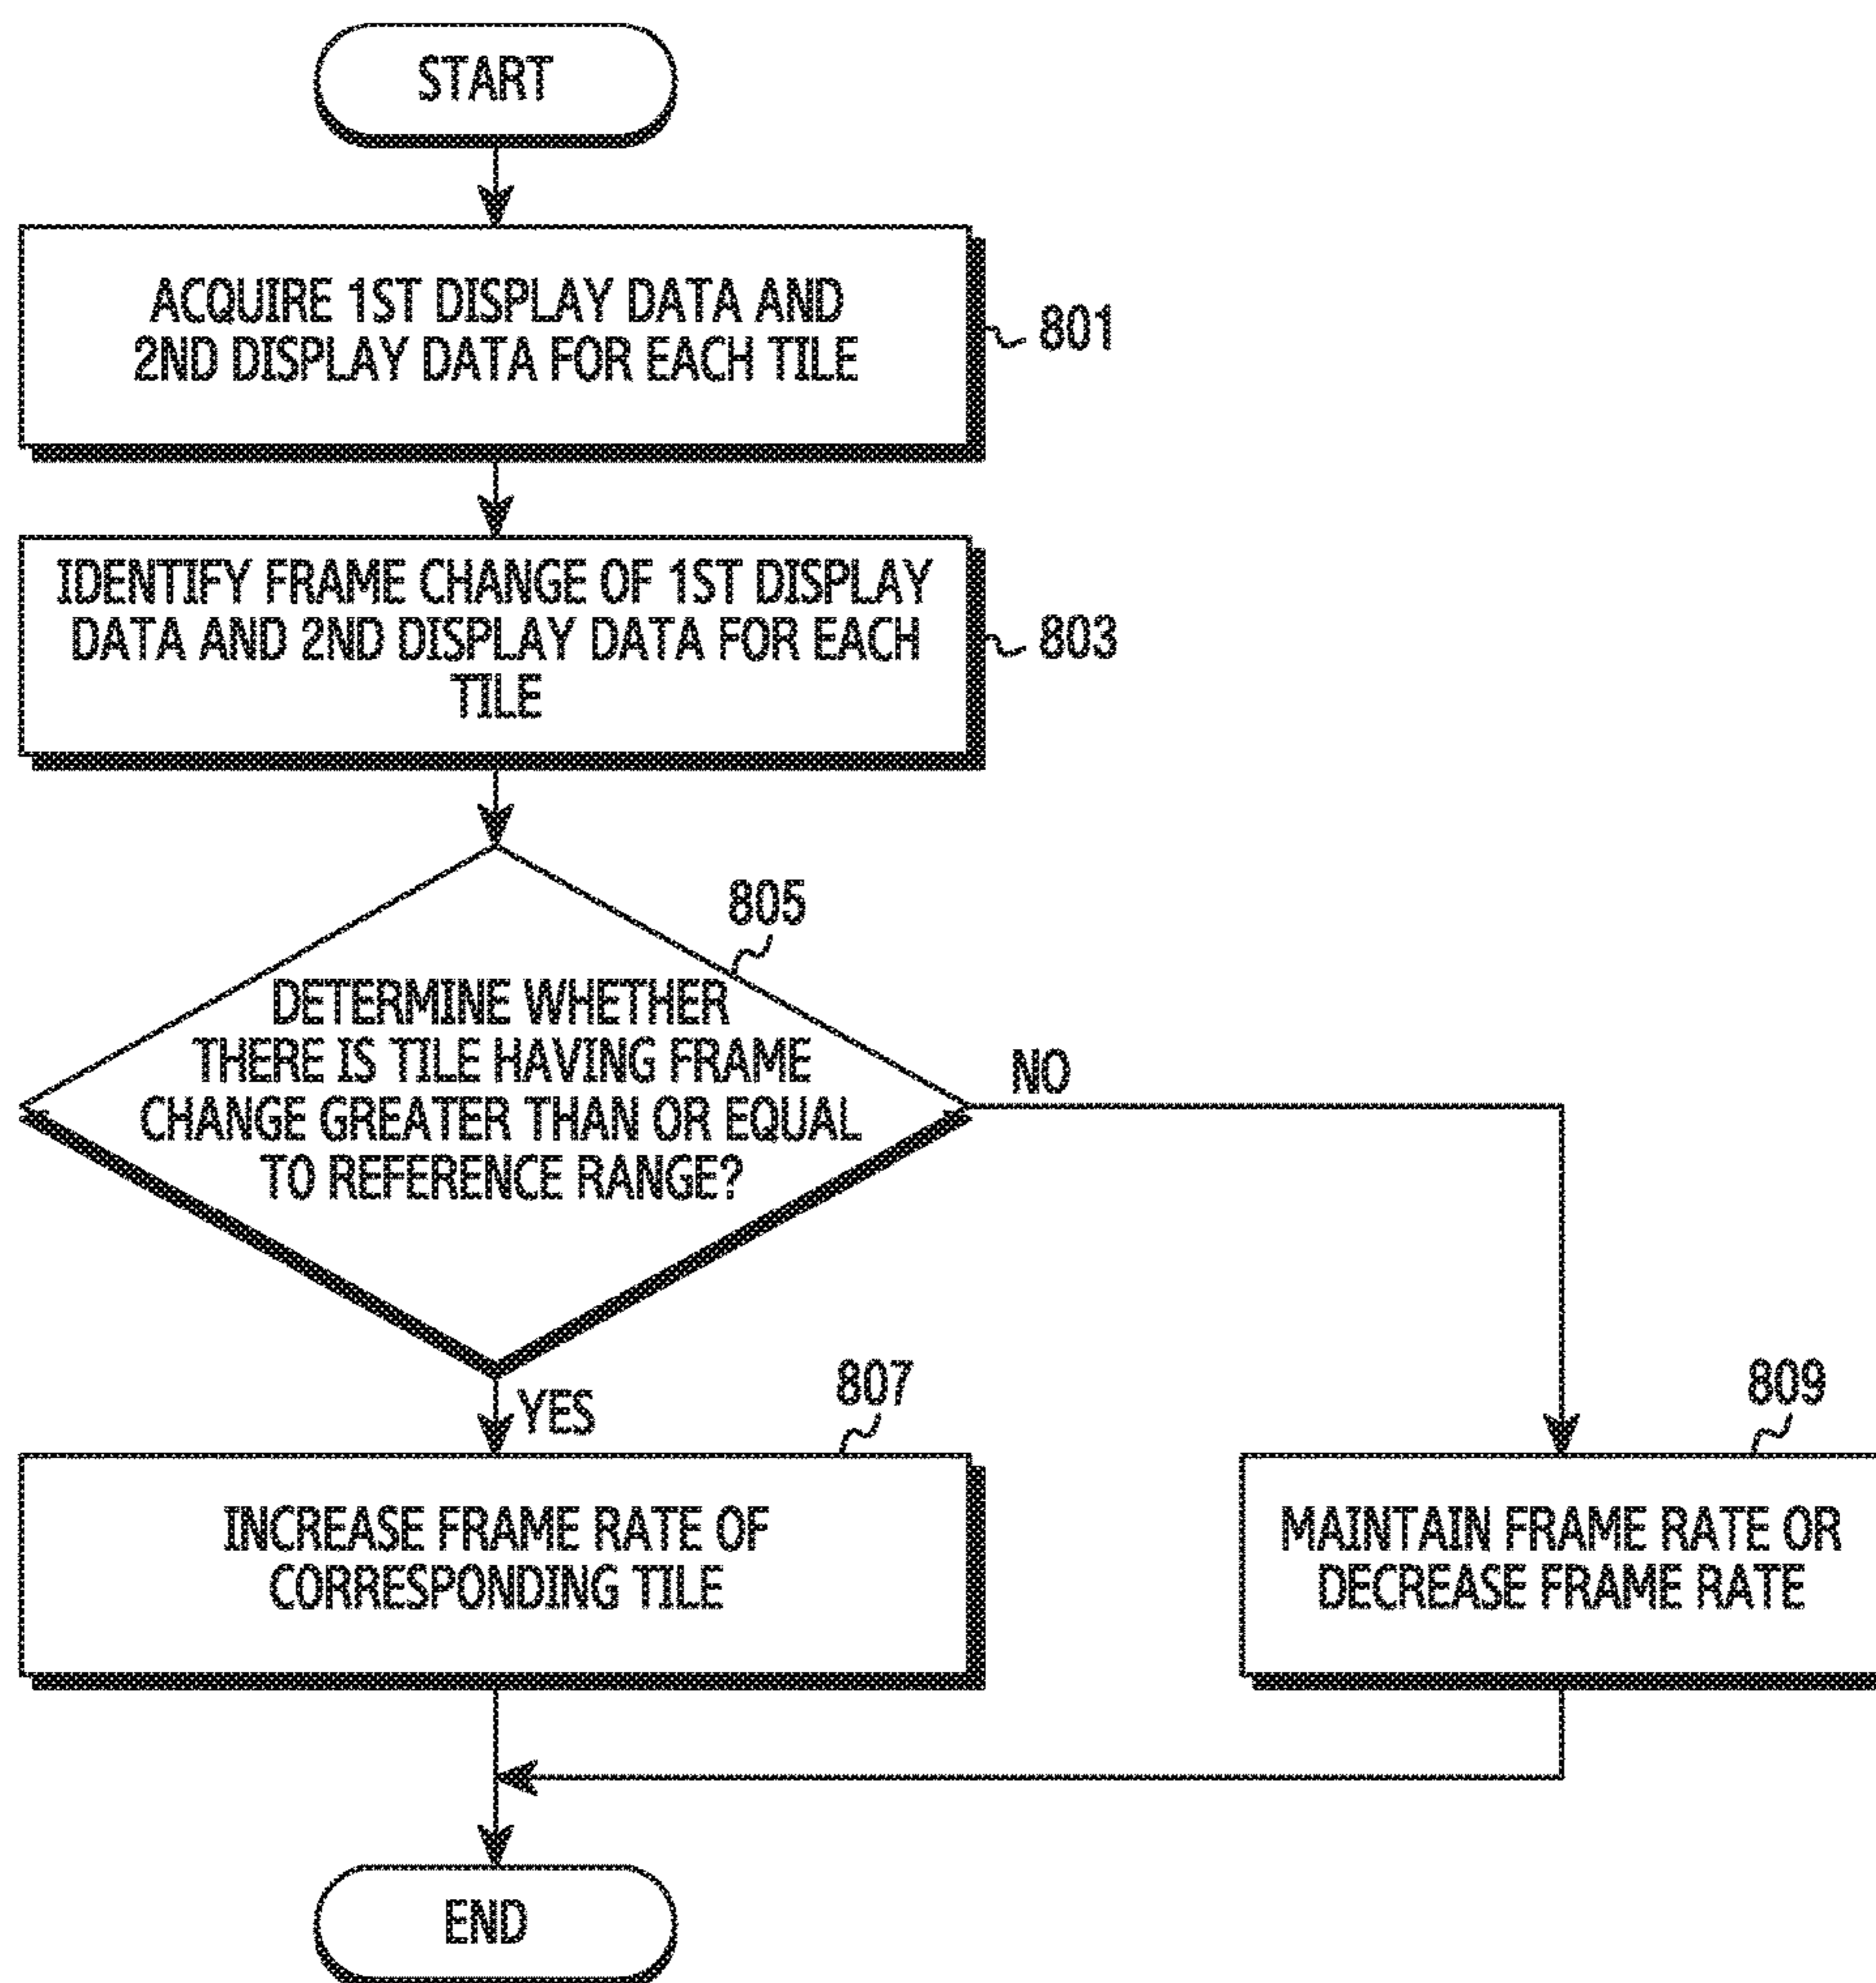 START
ACQUIRE 1ST DISPLAY DATA AND
2ND DISPLAY DATA FOR EACH TILE
801
IDENTIFY FRAME CHANGE OF 1ST DISPLAY
DATA AND 2ND DISPLAY DATA FOR EACH
TILE
803
805
DETERMINE WHETHER
THERE IS TILE HAVING FRAME
CHANGE GREATER THAN OR EQUAL
TO REFERENCE RANGE?
NO
YES
807
INCREASE FRAME RATE OF
CORRESPONDING TILE
809
MAINTAIN FRAME RATE OR
DECREASE FRAME RATE
END